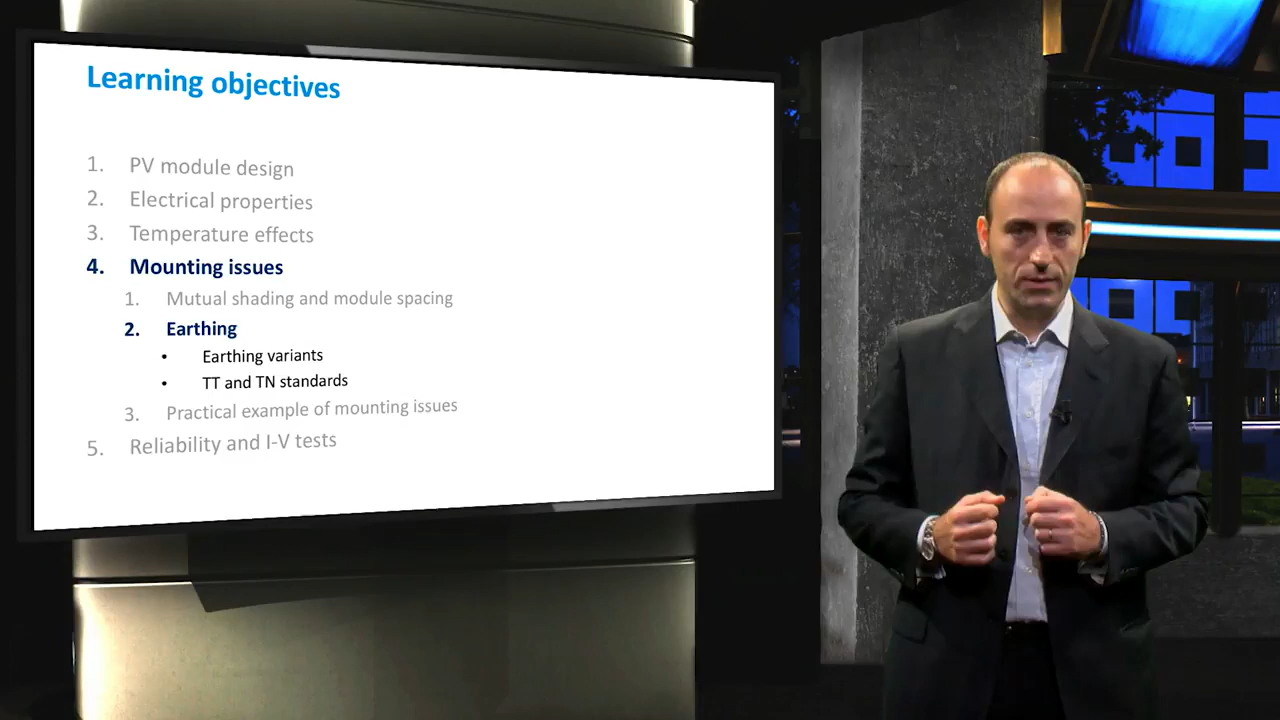 Learning objectives
1. PV module design
2. Electrical properties
3. Temperature effects
4. Mounting issues
1. Mutual shading and module spacing
2. Earthing
• Earthing variants
• TT and TN standards
3. Practical example of mounting issues
5. Reliability and I-V tests